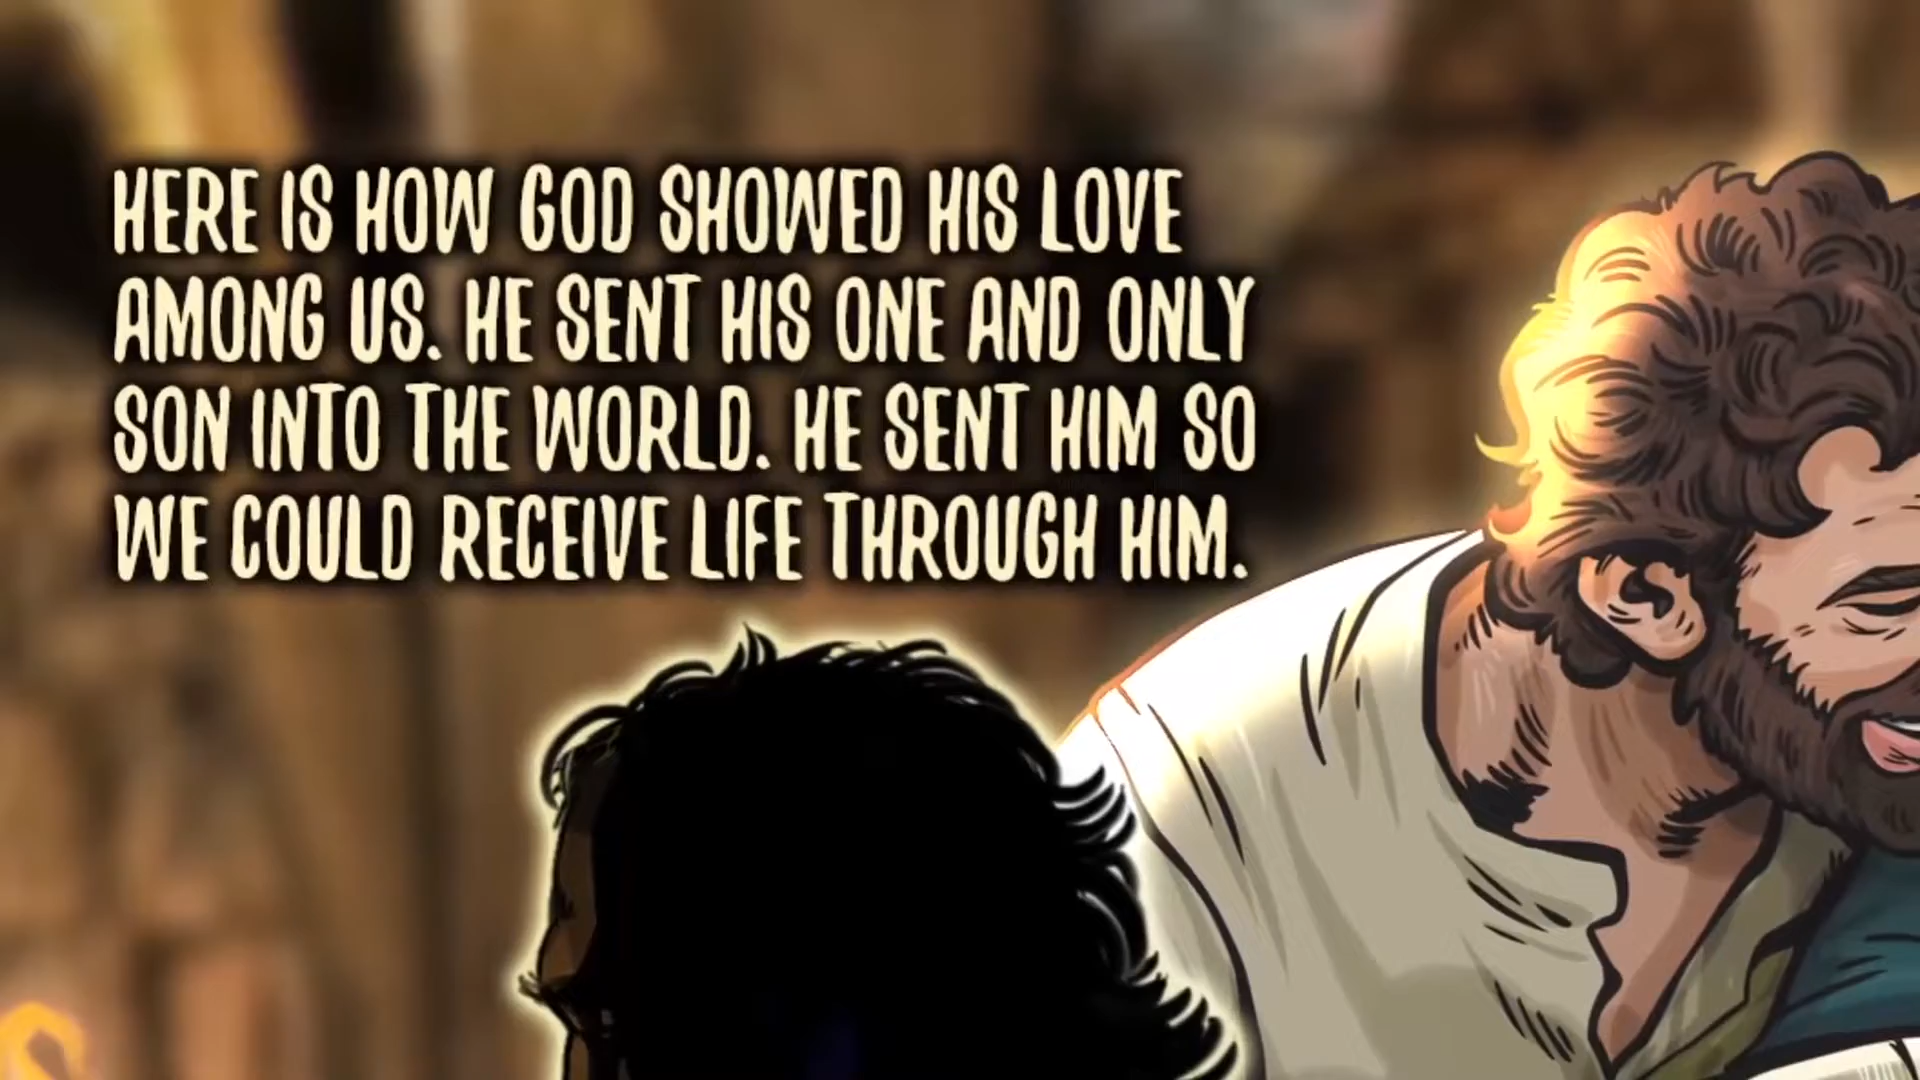 HERE IS HOW GOD SHOWED HIS LOVE
AMONG US. HE SENT HIS ONE AND ONLY
SON INTO THE WORLD. HE SENT HIM SO
WE COULD RECEIVE LIFE THROUGH HIM.